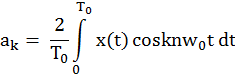 aₖ = 2/T₀ ∫₀^T₀ x(t) cosknw₀t dt